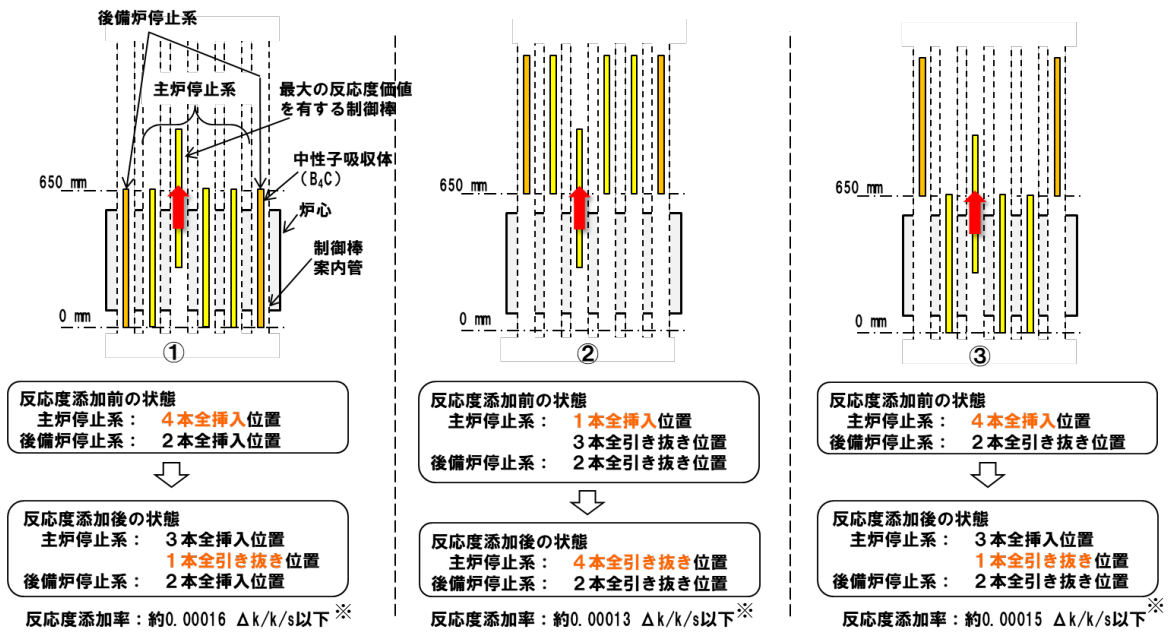 後備炉停止系
主炉停止系
最大の反応度価値
を有する制御棒
中性子吸収体
（B₄C）
650 mm
炉心
制御棒
案内管
0 mm
①
反応度添加前の状態
主炉停止系： 4本全挿入位置
後備炉停止系： 2本全挿入位置
反応度添加後の状態
主炉停止系： 3本全挿入位置
1本全引き抜き位置
後備炉停止系： 2本全挿入位置
反応度添加率：約0.00016 Δk/k/s以下※
650 mm
0 mm
②
反応度添加前の状態
主炉停止系： 1本全挿入位置
3本全引き抜き位置
後備炉停止系： 2本全引き抜き位置
反応度添加後の状態
主炉停止系： 4本全引き抜き位置
後備炉停止系： 2本全引き抜き位置
反応度添加率：約0.00013 Δk/k/s以下※
650 mm
0 mm
③
反応度添加前の状態
主炉停止系： 4本全挿入位置
後備炉停止系： 2本全引き抜き位置
反応度添加後の状態
主炉停止系： 3本全挿入位置
1本全引き抜き位置
後備炉停止系： 2本全引き抜き位置
反応度添加率：約0.00015 Δk/k/s以下※